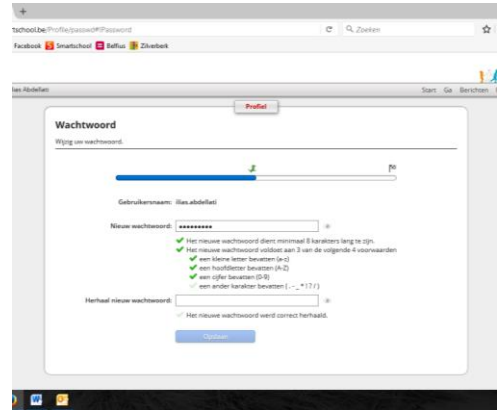 +
tschool.be/Profile/passwd#!Password
Zoeken
Facebook Smartschool Belfius Zilverberk
Ilias Abdellati
Start Ga Berichten
Profiel
Wachtwoord
Wijzig uw wachtwoord.
Gebruikersnaam: ilias.abdellati
Nieuw wachtwoord: •••••••••
Het nieuwe wachtwoord dient minimaal 8 karakters lang te zijn.
Het nieuwe wachtwoord voldoet aan 3 van de volgende 4 voorwaarden
een kleine letter bevatten (a-z)
een hoofdletter bevatten (A-Z)
een cijfer bevatten (0-9)
een ander karakter bevatten ( . - _ * ! ? / )
Herhaal nieuw wachtwoord:
Het nieuwe wachtwoord werd correct herhaald.
Opslaan